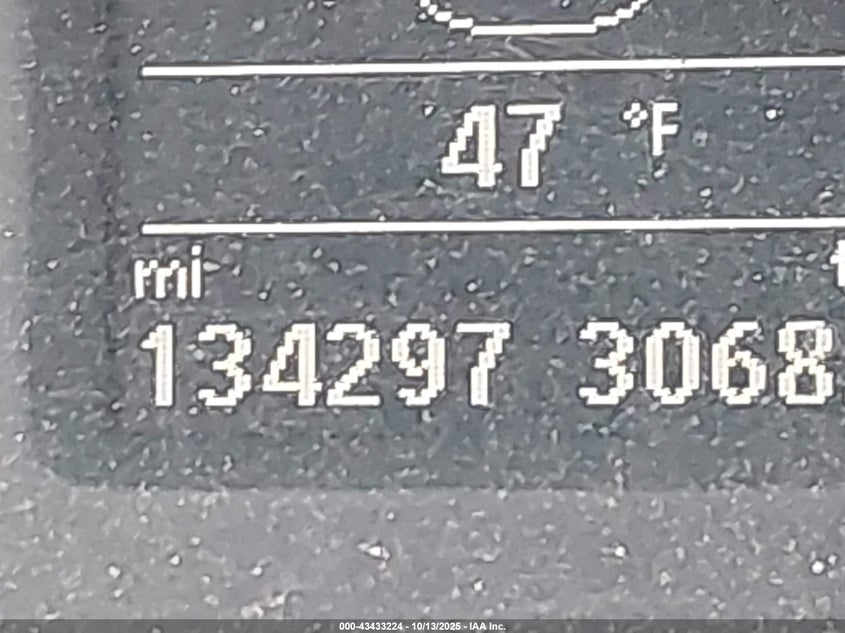 47 °F
mi
134297 3068
000-43433224 - 10/13/2025 - IAA Inc.